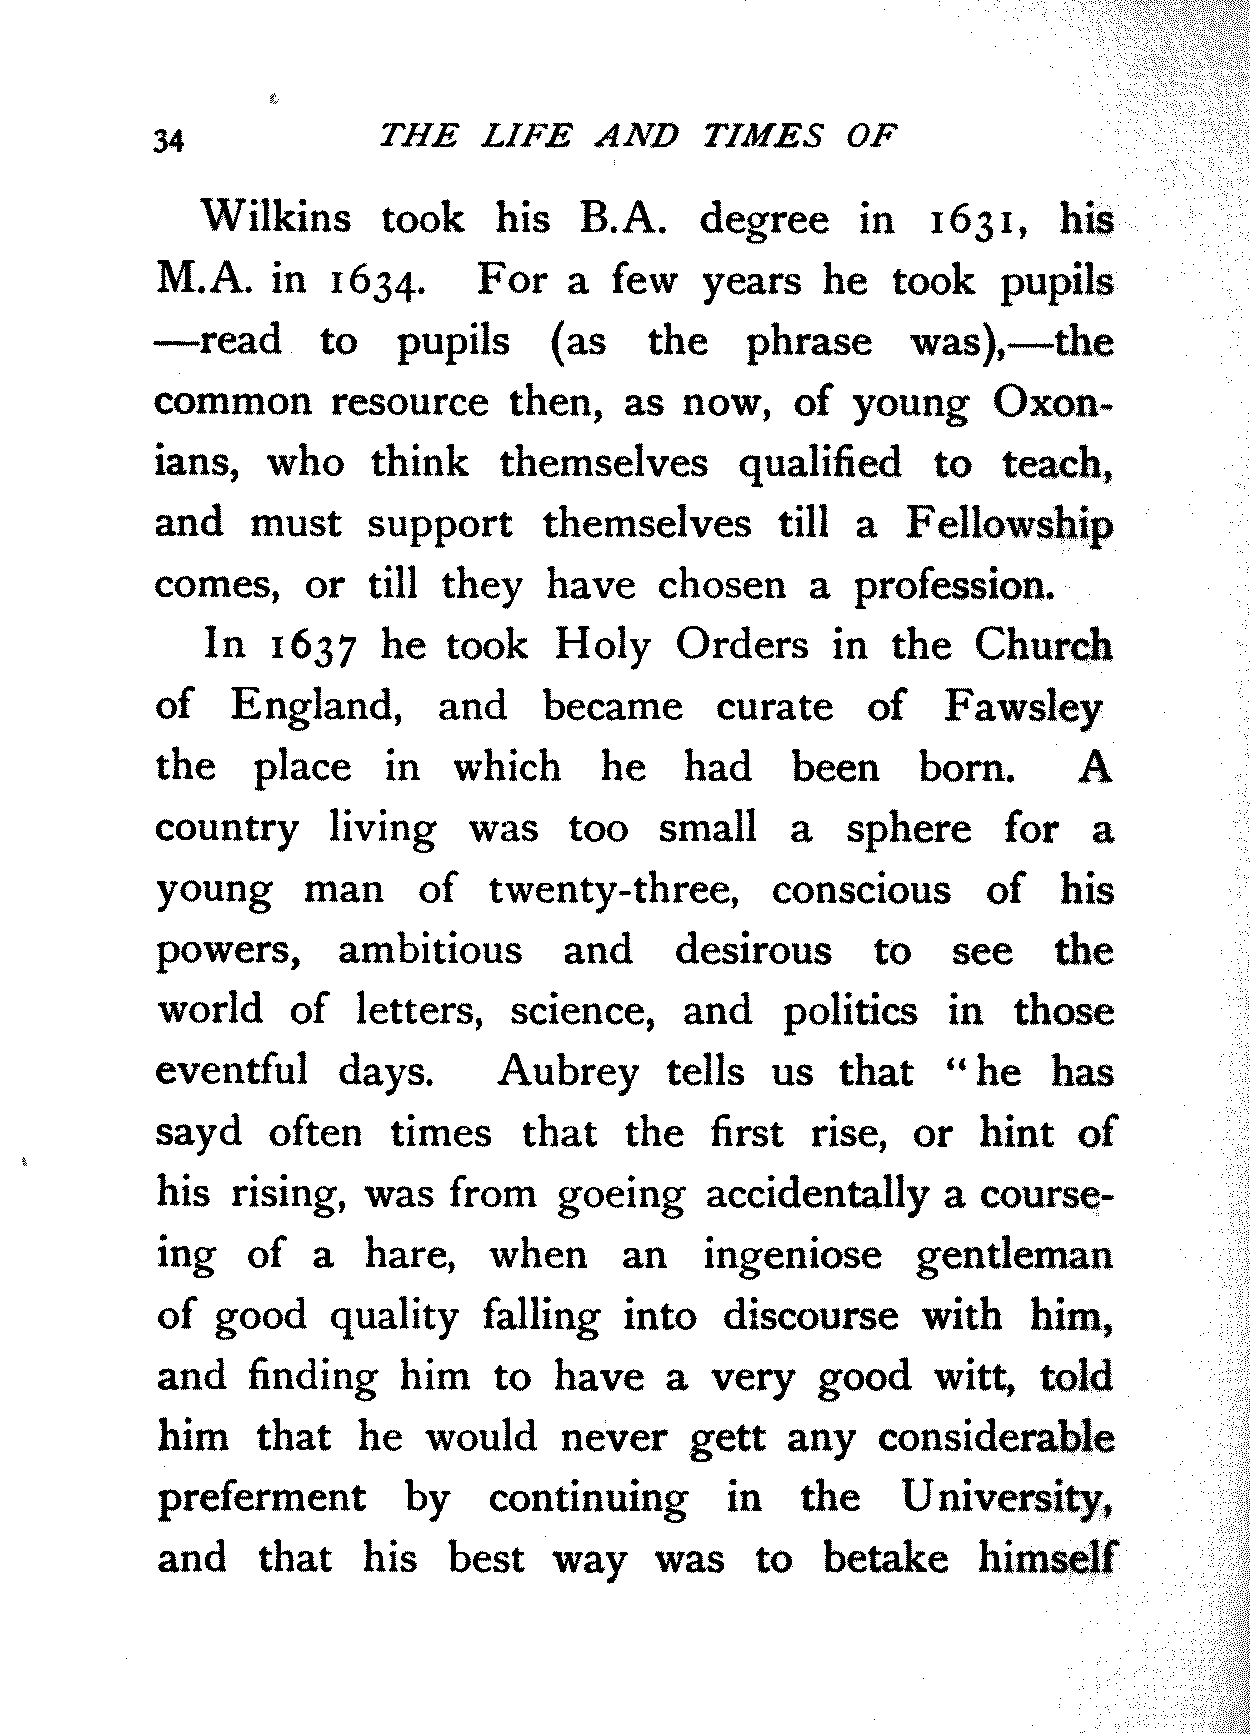 34 THE LIFE AND TIMES OF
Wilkins took his B.A. degree in 1631, his
M.A. in 1634. For a few years he took pupils
—read to pupils (as the phrase was),—the
common resource then, as now, of young Oxon-
ians, who think themselves qualified to teach,
and must support themselves till a Fellowship
comes, or till they have chosen a profession.
In 1637 he took Holy Orders in the Church
of England, and became curate of Fawsley
the place in which he had been born. A
country living was too small a sphere for a
young man of twenty-three, conscious of his
powers, ambitious and desirous to see the
world of letters, science, and politics in those
eventful days. Aubrey tells us that “he has
sayd often times that the first rise, or hint of
his rising, was from goeing accidentally a course-
ing of a hare, when an ingeniose gentleman
of good quality falling into discourse with him,
and finding him to have a very good witt, told
him that he would never gett any considerable
preferment by continuing in the University,
and that his best way was to betake himself